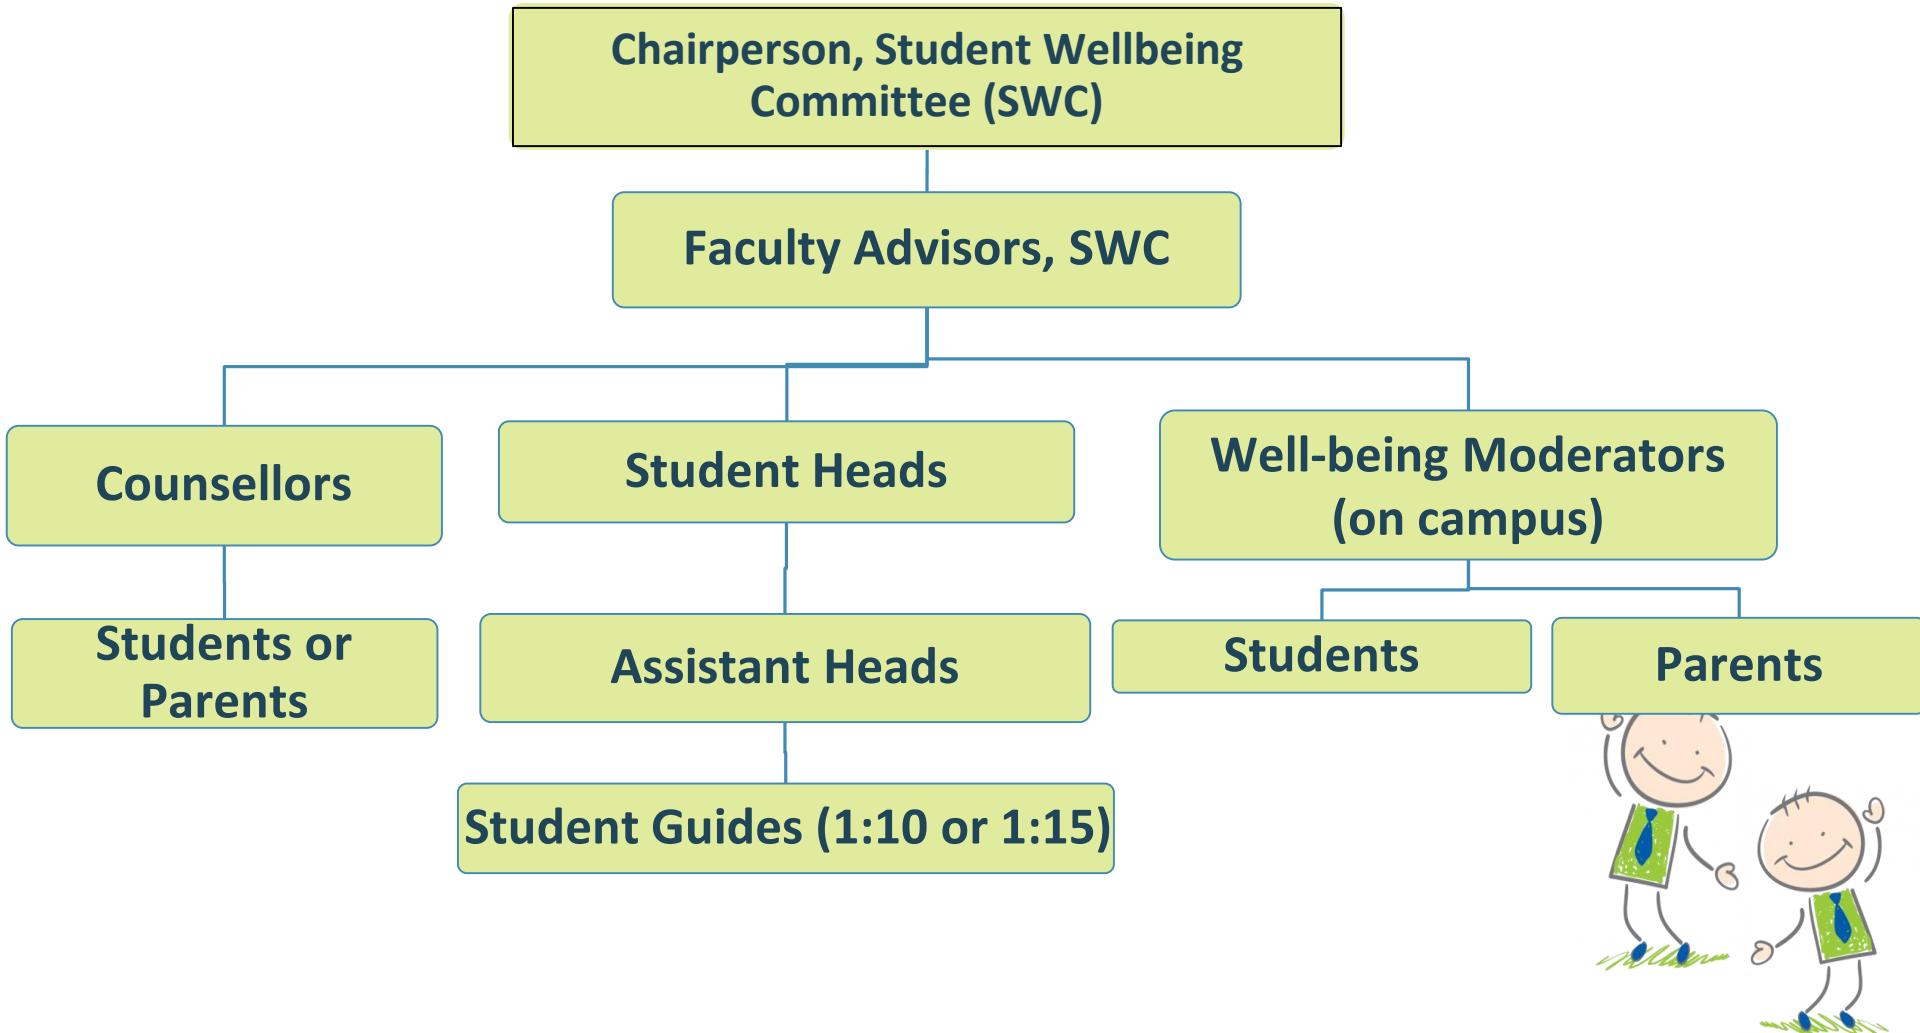 Chairperson, Student Wellbeing
Committee (SWC)
Faculty Advisors, SWC
Counsellors
Student Heads
Well-being Moderators
(on campus)
Students or
Parents
Assistant Heads
Students
Parents
Student Guides (1:10 or 1:15)